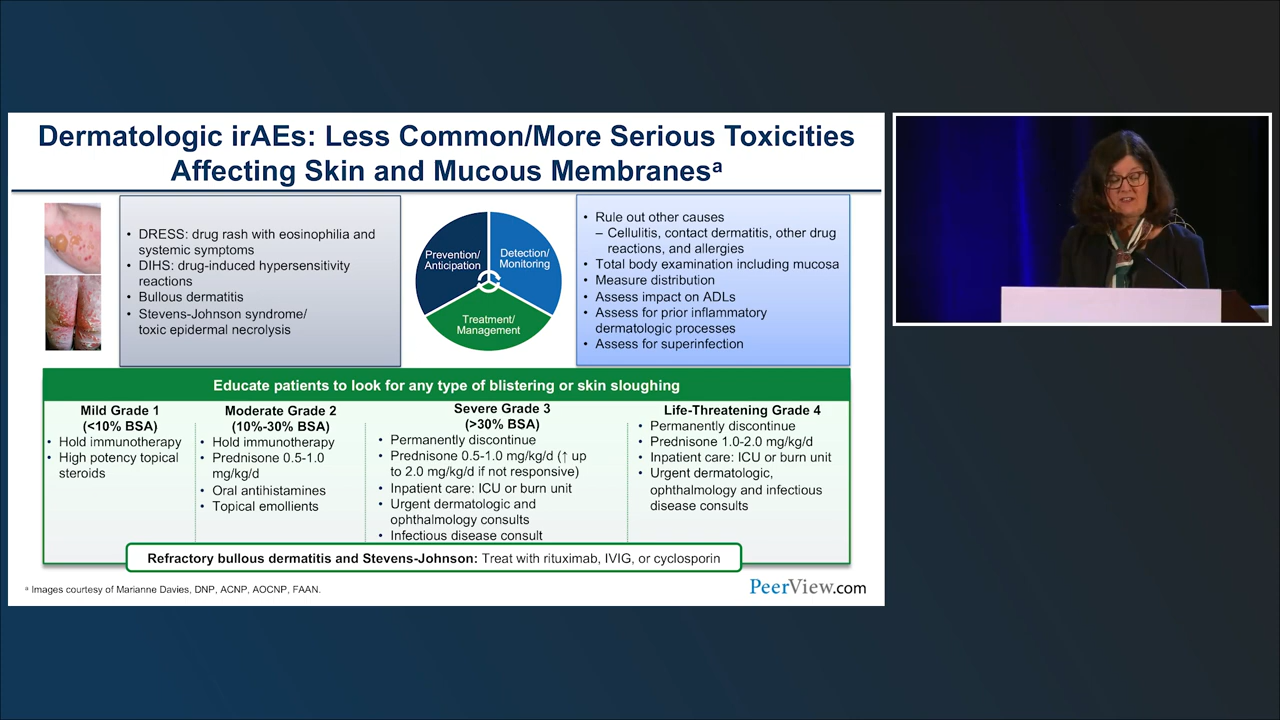 Dermatologic irAEs: Less Common/More Serious Toxicities
Affecting Skin and Mucous Membranesᵃ
• DRESS: drug rash with eosinophilia and
systemic symptoms
• DIHS: drug-induced hypersensitivity
reactions
• Bullous dermatitis
• Stevens-Johnson syndrome/
toxic epidermal necrolysis
Prevention/
Anticipation
Detection/
Monitoring
Treatment/
Management
• Rule out other causes
– Cellulitis, contact dermatitis, other drug
reactions, and allergies
• Total body examination including mucosa
• Measure distribution
• Assess impact on ADLs
• Assess for prior inflammatory
dermatologic processes
• Assess for superinfection
Educate patients to look for any type of blistering or skin sloughing
Mild Grade 1
(<10% BSA)
• Hold immunotherapy
• High potency topical
steroids
Moderate Grade 2
(10%-30% BSA)
• Hold immunotherapy
• Prednisone 0.5-1.0
mg/kg/d
• Oral antihistamines
• Topical emollients
Severe Grade 3
(>30% BSA)
• Permanently discontinue
• Prednisone 0.5-1.0 mg/kg/d (↑ up
to 2.0 mg/kg/d if not responsive)
• Inpatient care: ICU or burn unit
• Urgent dermatologic and
ophthalmology consults
• Infectious disease consult
Life-Threatening Grade 4
• Permanently discontinue
• Prednisone 1.0-2.0 mg/kg/d
• Inpatient care: ICU or burn unit
• Urgent dermatologic,
ophthalmology and infectious
disease consults
Refractory bullous dermatitis and Stevens-Johnson: Treat with rituximab, IVIG, or cyclosporin
ᵃ Images courtesy of Marianne Davies, DNP, ACNP, AOCNP, FAAN.
PeerView.com